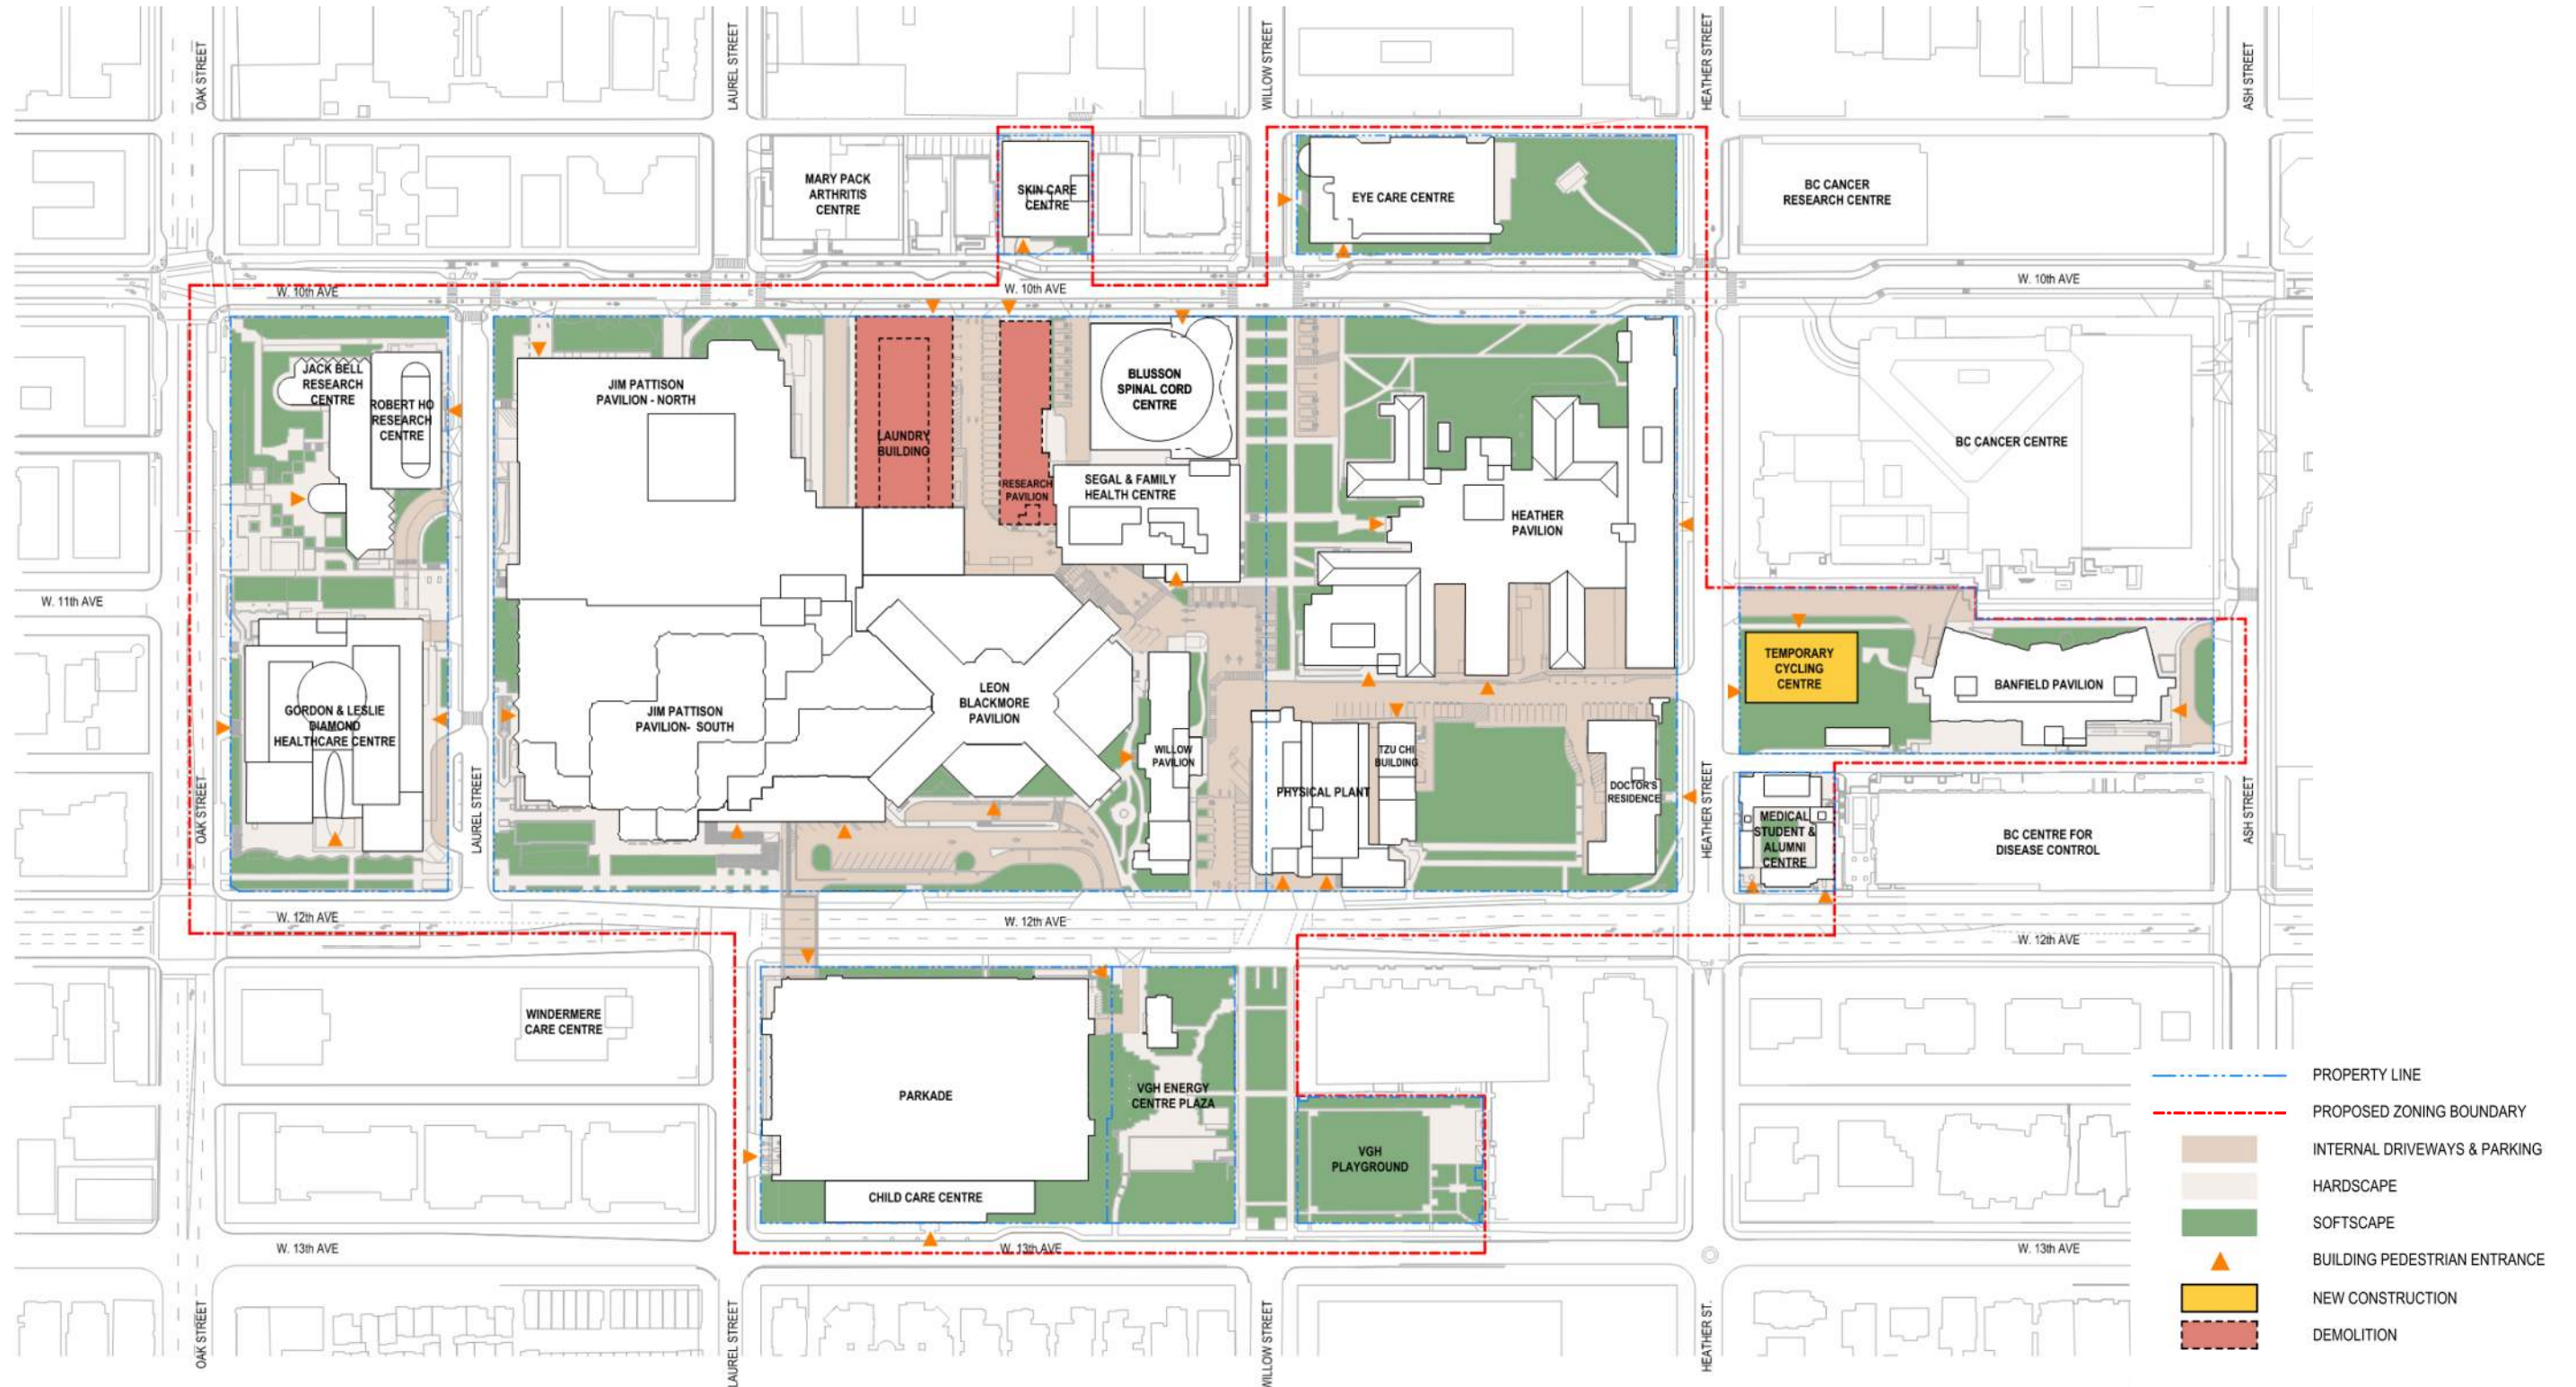 OAK STREET
LAUREL STREET
WILLOW STREET
HEATHER STREET
ASH STREET
MARY PACK
ARTHRITIS
CENTRE
SKIN CARE
CENTRE
EYE CARE CENTRE
BC CANCER
RESEARCH CENTRE
W. 10th AVE
W. 10th AVE
W. 10th AVE
JACK BELL
RESEARCH
CENTRE
ROBERT HO
RESEARCH
CENTRE
JIM PATTISON
PAVILION - NORTH
LAUNDRY
BUILDING
RESEARCH
PAVILION
BLUSSON
SPINAL CORD
CENTRE
SEGAL & FAMILY
HEALTH CENTRE
HEATHER
PAVILION
BC CANCER CENTRE
W. 11th AVE
GORDON & LESLIE
DIAMOND
HEALTHCARE CENTRE
JIM PATTISON
PAVILION- SOUTH
LEON
BLACKMORE
PAVILION
WILLOW
PAVILION
PHYSICAL PLANT
TZU CHI
BUILDING
DOCTOR'S
RESIDENCE
TEMPORARY
CYCLING
CENTRE
BANFIELD PAVILION
MEDICAL
STUDENT &
ALUMNI
CENTRE
BC CENTRE FOR
DISEASE CONTROL
OAK STREET
LAUREL STREET
HEATHER STREET
ASH STREET
W. 12th AVE
W. 12th AVE
W. 12th AVE
WINDERMERE
CARE CENTRE
PARKADE
VGH ENERGY
CENTRE PLAZA
VGH
PLAYGROUND
CHILD CARE CENTRE
W. 13th AVE
W. 13th AVE
W. 13th AVE
OAK STREET
LAUREL STREET
WILLOW STREET
HEATHER ST.
PROPERTY LINE
PROPOSED ZONING BOUNDARY
INTERNAL DRIVEWAYS & PARKING
HARDSCAPE
SOFTSCAPE
BUILDING PEDESTRIAN ENTRANCE
NEW CONSTRUCTION
DEMOLITION